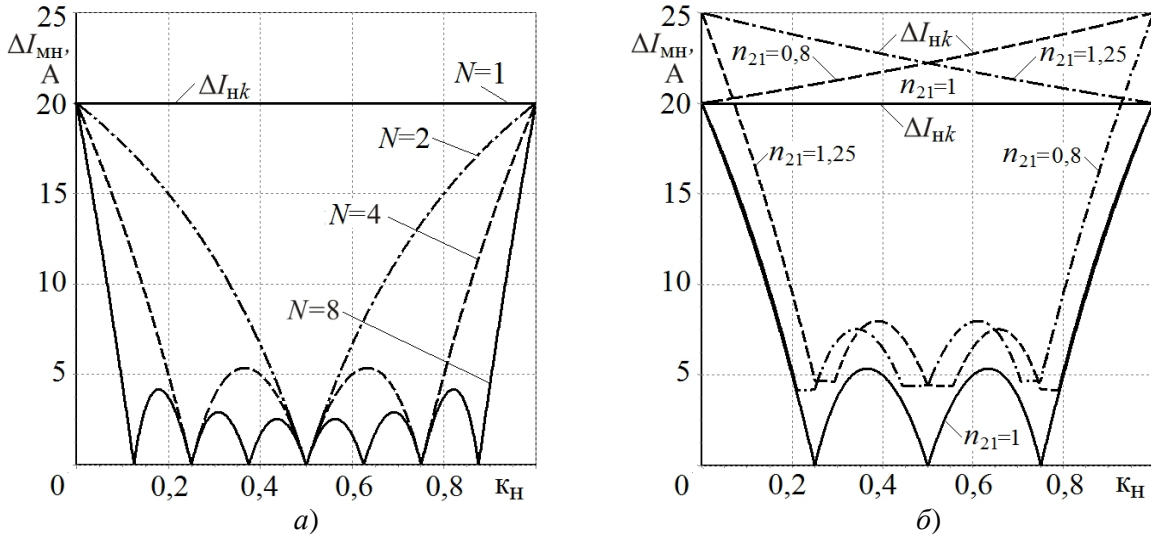 25
ΔIмн,
А
20
15
10
5
0
0,2
0,4
0,6
0,8
кн
ΔIнk
N=1
N=2
N=4
N=8
а)
25
ΔIмн,
А
20
15
10
5
0
0,2
0,4
0,6
0,8
кн
ΔIнk
n21=0,8
n21=1,25
n21=1
ΔIнk
n21=1,25
n21=0,8
n21=1
б)